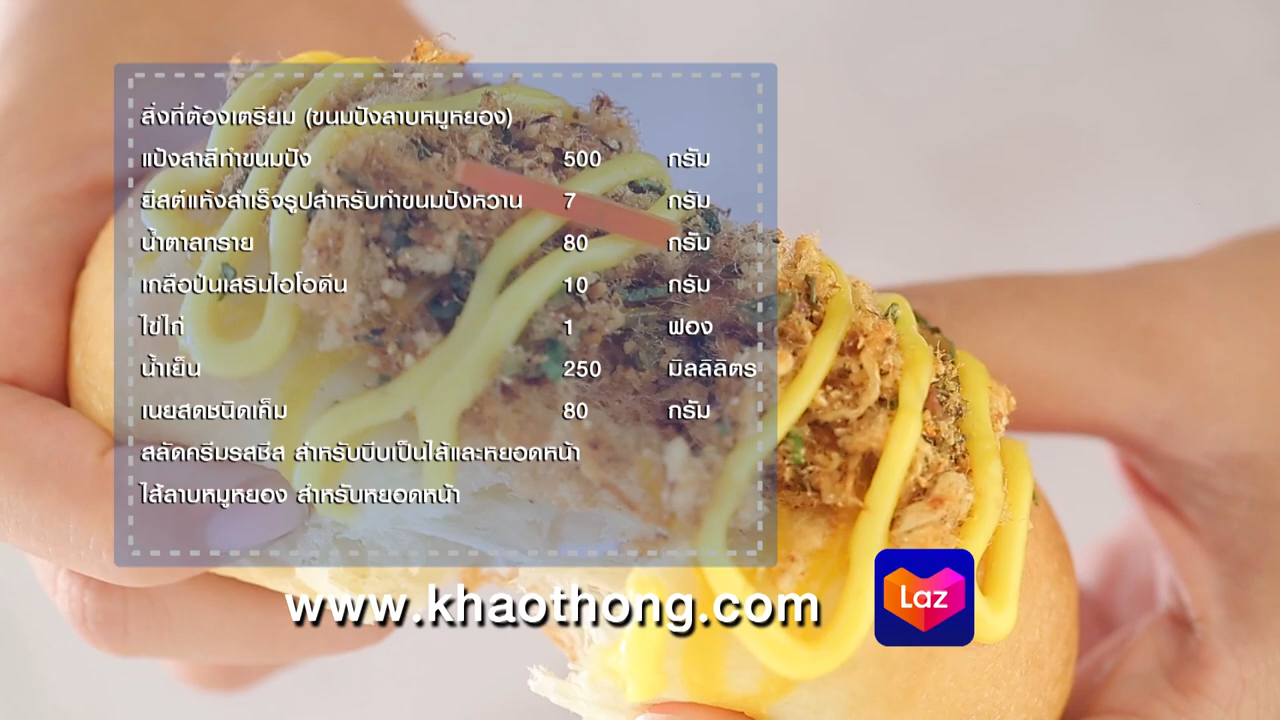 สิ่งที่ต้องเตรียม (ขนมปังลาบหมูหยอง)
แป้งสาลีทำขนมปัง 500 กรัม
ยีสต์แห้งสำเร็จรูปสำหรับทำขนมปังหวาน 7 กรัม
น้ำตาลทราย 80 กรัม
เกลือป่นเสริมไอโอดีน 10 กรัม
ไข่ไก่ 1 ฟอง
น้ำเย็น 250 มิลลิลิตร
เนยสดชนิดเค็ม 80 กรัม
สลัดครีมรสชีส สำหรับบีบเป็นไส้และหยอดหน้า
ไส้ลาบหมูหยอง สำหรับหยอดหน้า
www.khaothong.com
Laz